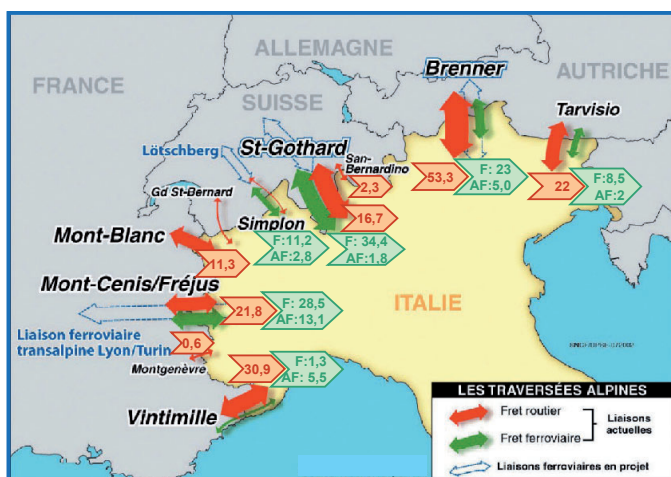 ALLEMAGNE
FRANCE
AUTRICHE
SUISSE
Brenner
Tarvisio
Lötschberg
St-Gothard
San-
Bernardino
Gd St-Bernard
Simplon
2,3
16,7
53,3
F: 23
AF:5,0
22
F:8,5
AF:2
Mont-Blanc
11,3
F:11,2
AF:2,8
F: 34,4
AF:1,8
Mont-Cenis/Fréjus
21,8
F: 28,5
AF:13,1
ITALIE
Liaison ferroviaire
transalpine Lyon/Turin
0,6
Montgenèvre
30,9
F:1,3
AF: 5,5
Vintimille
LES TRAVERSÉES ALPINES
Fret routier
Fret ferroviaire
Liaisons
actuelles
Liaisons ferroviaires en projet